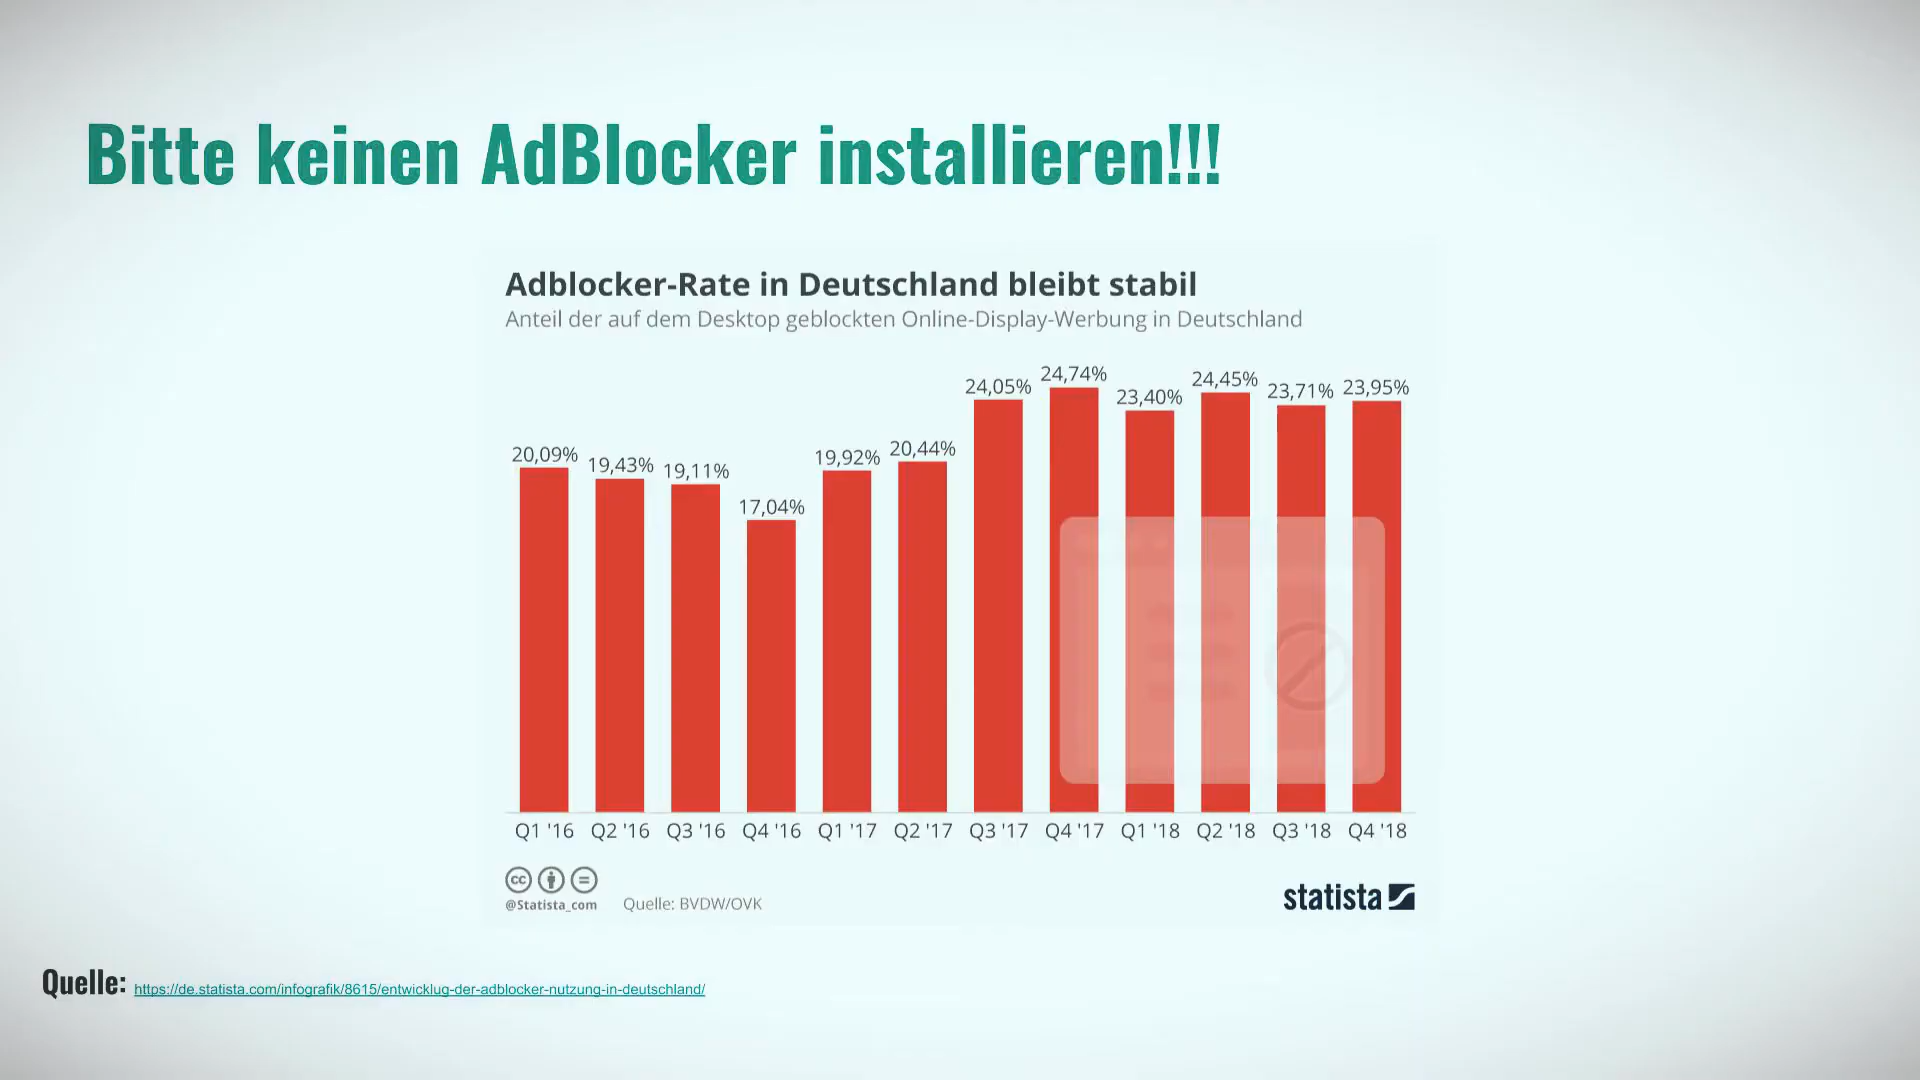 Bitte keinen AdBlocker installieren!!!
Adblocker-Rate in Deutschland bleibt stabil
Anteil der auf dem Desktop geblockten Online-Display-Werbung in Deutschland
20,09% 19,43% 19,11% 17,04% 19,92% 20,44% 24,05% 24,74% 23,40% 24,45% 23,71% 23,95%
Q1 '16 Q2 '16 Q3 '16 Q4 '16 Q1 '17 Q2 '17 Q3 '17 Q4 '17 Q1 '18 Q2 '18 Q3 '18 Q4 '18
cc
@Statista_com Quelle: BVDW/OVK
statista
Quelle: https://de.statista.com/infografik/8615/entwicklug-der-adblocker-nutzung-in-deutschland/